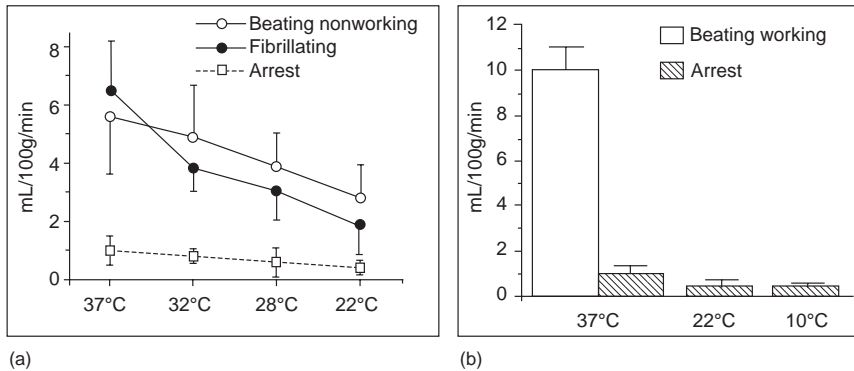 Beating nonworking
Fibrillating
Arrest
mL/100g/min
8
6
4
2
0
37°C 32°C 28°C 22°C
(a)
Beating working
Arrest
mL/100g/min
12
10
8
6
4
2
0
37°C 22°C 10°C
(b)